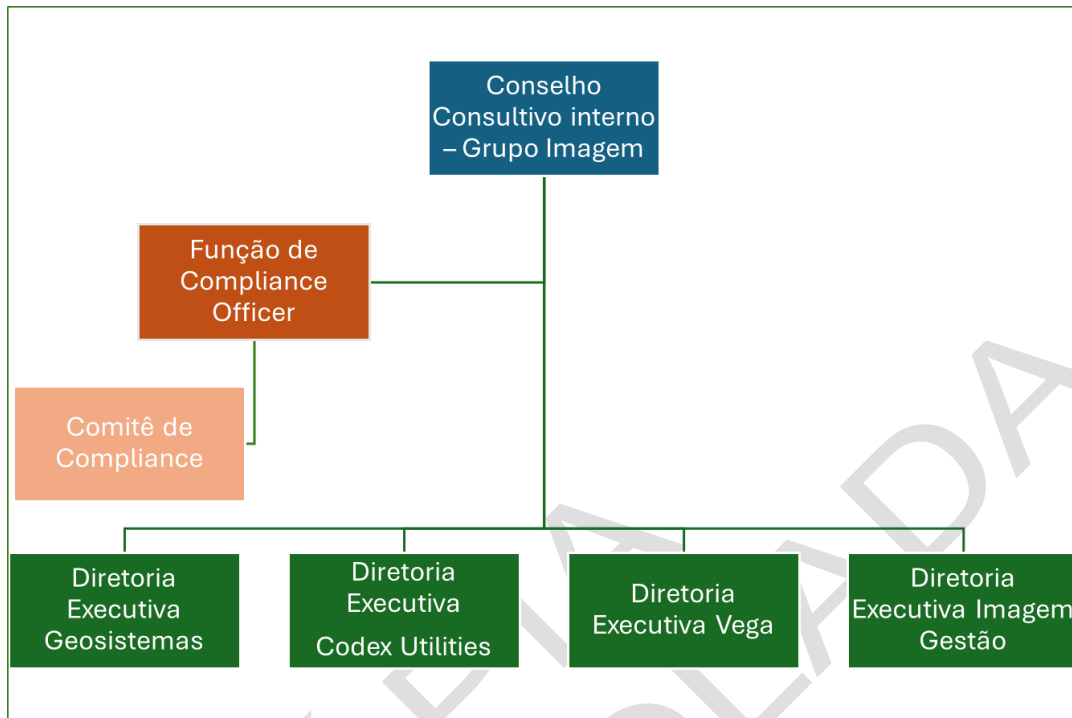 Conselho
Consultivo interno
– Grupo Imagem
Função de
Compliance
Officer
Comitê de
Compliance
Diretoria
Executiva
Geosistemas
Diretoria
Executiva
Codex Utilities
Diretoria
Executiva Vega
Diretoria
Executiva Imagem
Gestão